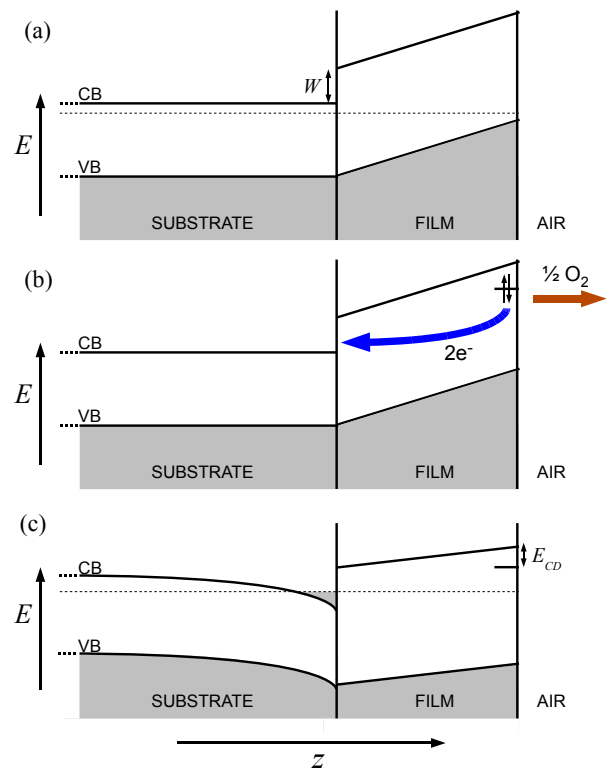 (a)
CB
W
E
VB
SUBSTRATE
FILM
AIR
(b)
½ O₂
CB
2e⁻
E
VB
SUBSTRATE
FILM
AIR
(c)
CB
E_CD
E
VB
SUBSTRATE
FILM
AIR
z